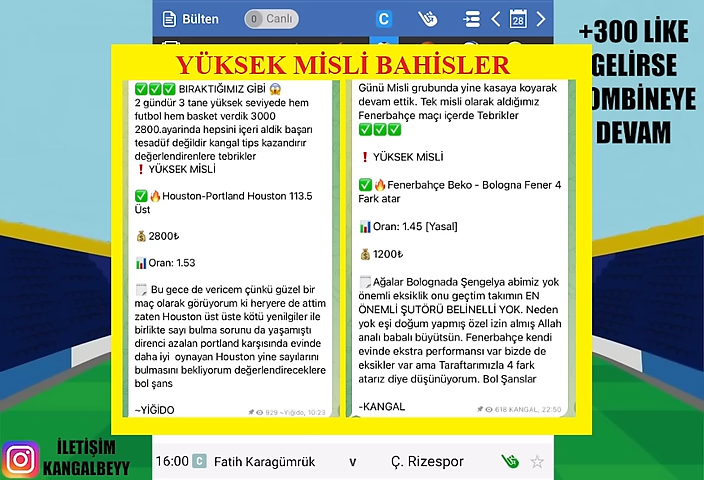 Bülten
0 Canlı
C
28
+300 LİKE
GELİRSE
KOMBİNEYE
DEVAM
YÜKSEK MİSLİ BAHİSLER
BIRAKTIĞIMIZ GİBİ
2 gündür 3 tane yüksek seviyede hem
futbol hem basket verdik 3000
2800.ayarında hepsini içeri aldik başarı
tesadüf değildir kangal tips kazandırır
değerlendirenlere tebrikler
❗ YÜKSEK MİSLİ
Houston-Portland Houston 113.5
Üst
2800₺
Oran: 1.53
Bu gece de vericem çünkü güzel bir
maç olarak görüyorum ki heryere de attim
zaten Houston üst üste kötü yenilgiler ile
birlikte sayı bulma sorunu da yaşamıştı
direnci azalan portland karşısında evinde
daha iyi oynayan Houston yine sayılarını
bulmasını bekliyorum değerlendireceklere
bol şans
~YİĞİDO
929 ~Yiğido, 10:23
Günü Misli grubunda yine kasaya koyarak
devam ettik. Tek misli olarak aldığımız
Fenerbahçe maçı içerde Tebrikler
❗ YÜKSEK MİSLİ
Fenerbahçe Beko - Bologna Fener 4
Fark atar
Oran: 1.45 [Yasal]
1200₺
Ağalar Bolognada Şengelya abimiz yok
önemli eksiklik onu geçtim takımın EN
ÖNEMLİ ŞUTÖRÜ BELINELLİ YOK. Neden
yok eşi doğum yapmış özel izin almış Allah
analı babalı büyütsün. Fenerbahçe kendi
evinde ekstra performansı var bizde de
eksikler var ama Taraftarımızla 4 fark
atarız diye düşünüyorum. Bol Şanslar
-KANGAL
618 KANGAL, 22:50
İLETİŞİM
KANGALBEYY
16:00 C Fatih Karagümrük v Ç. Rizespor